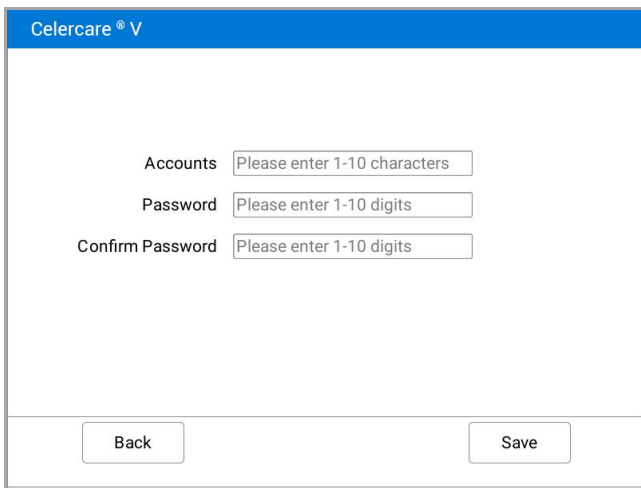 Celercare ® V
Accounts Please enter 1-10 characters
Password Please enter 1-10 digits
Confirm Password Please enter 1-10 digits
Back Save